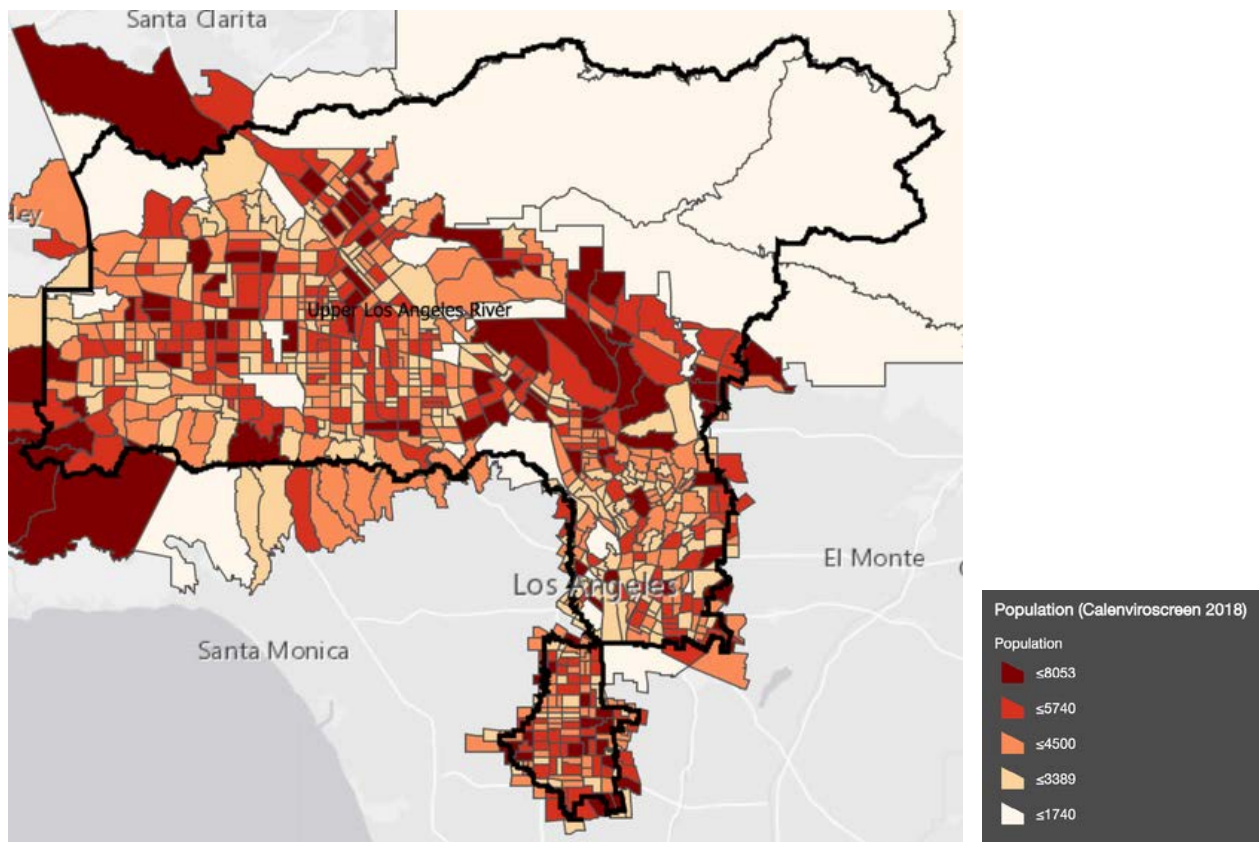 Santa Clarita
ley
Upper Los Angeles River
El Monte
Los Angeles
Santa Monica
Population (Calenviroscreen 2018)
Population
≤8053
≤5740
≤4500
≤3389
≤1740